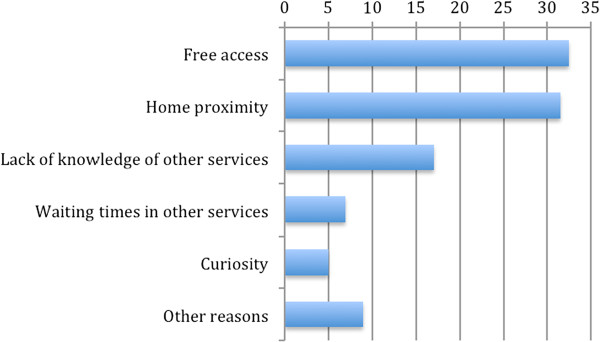 0 5 10 15 20 25 30 35
Free access
Home proximity
Lack of knowledge of other services
Waiting times in other services
Curiosity
Other reasons